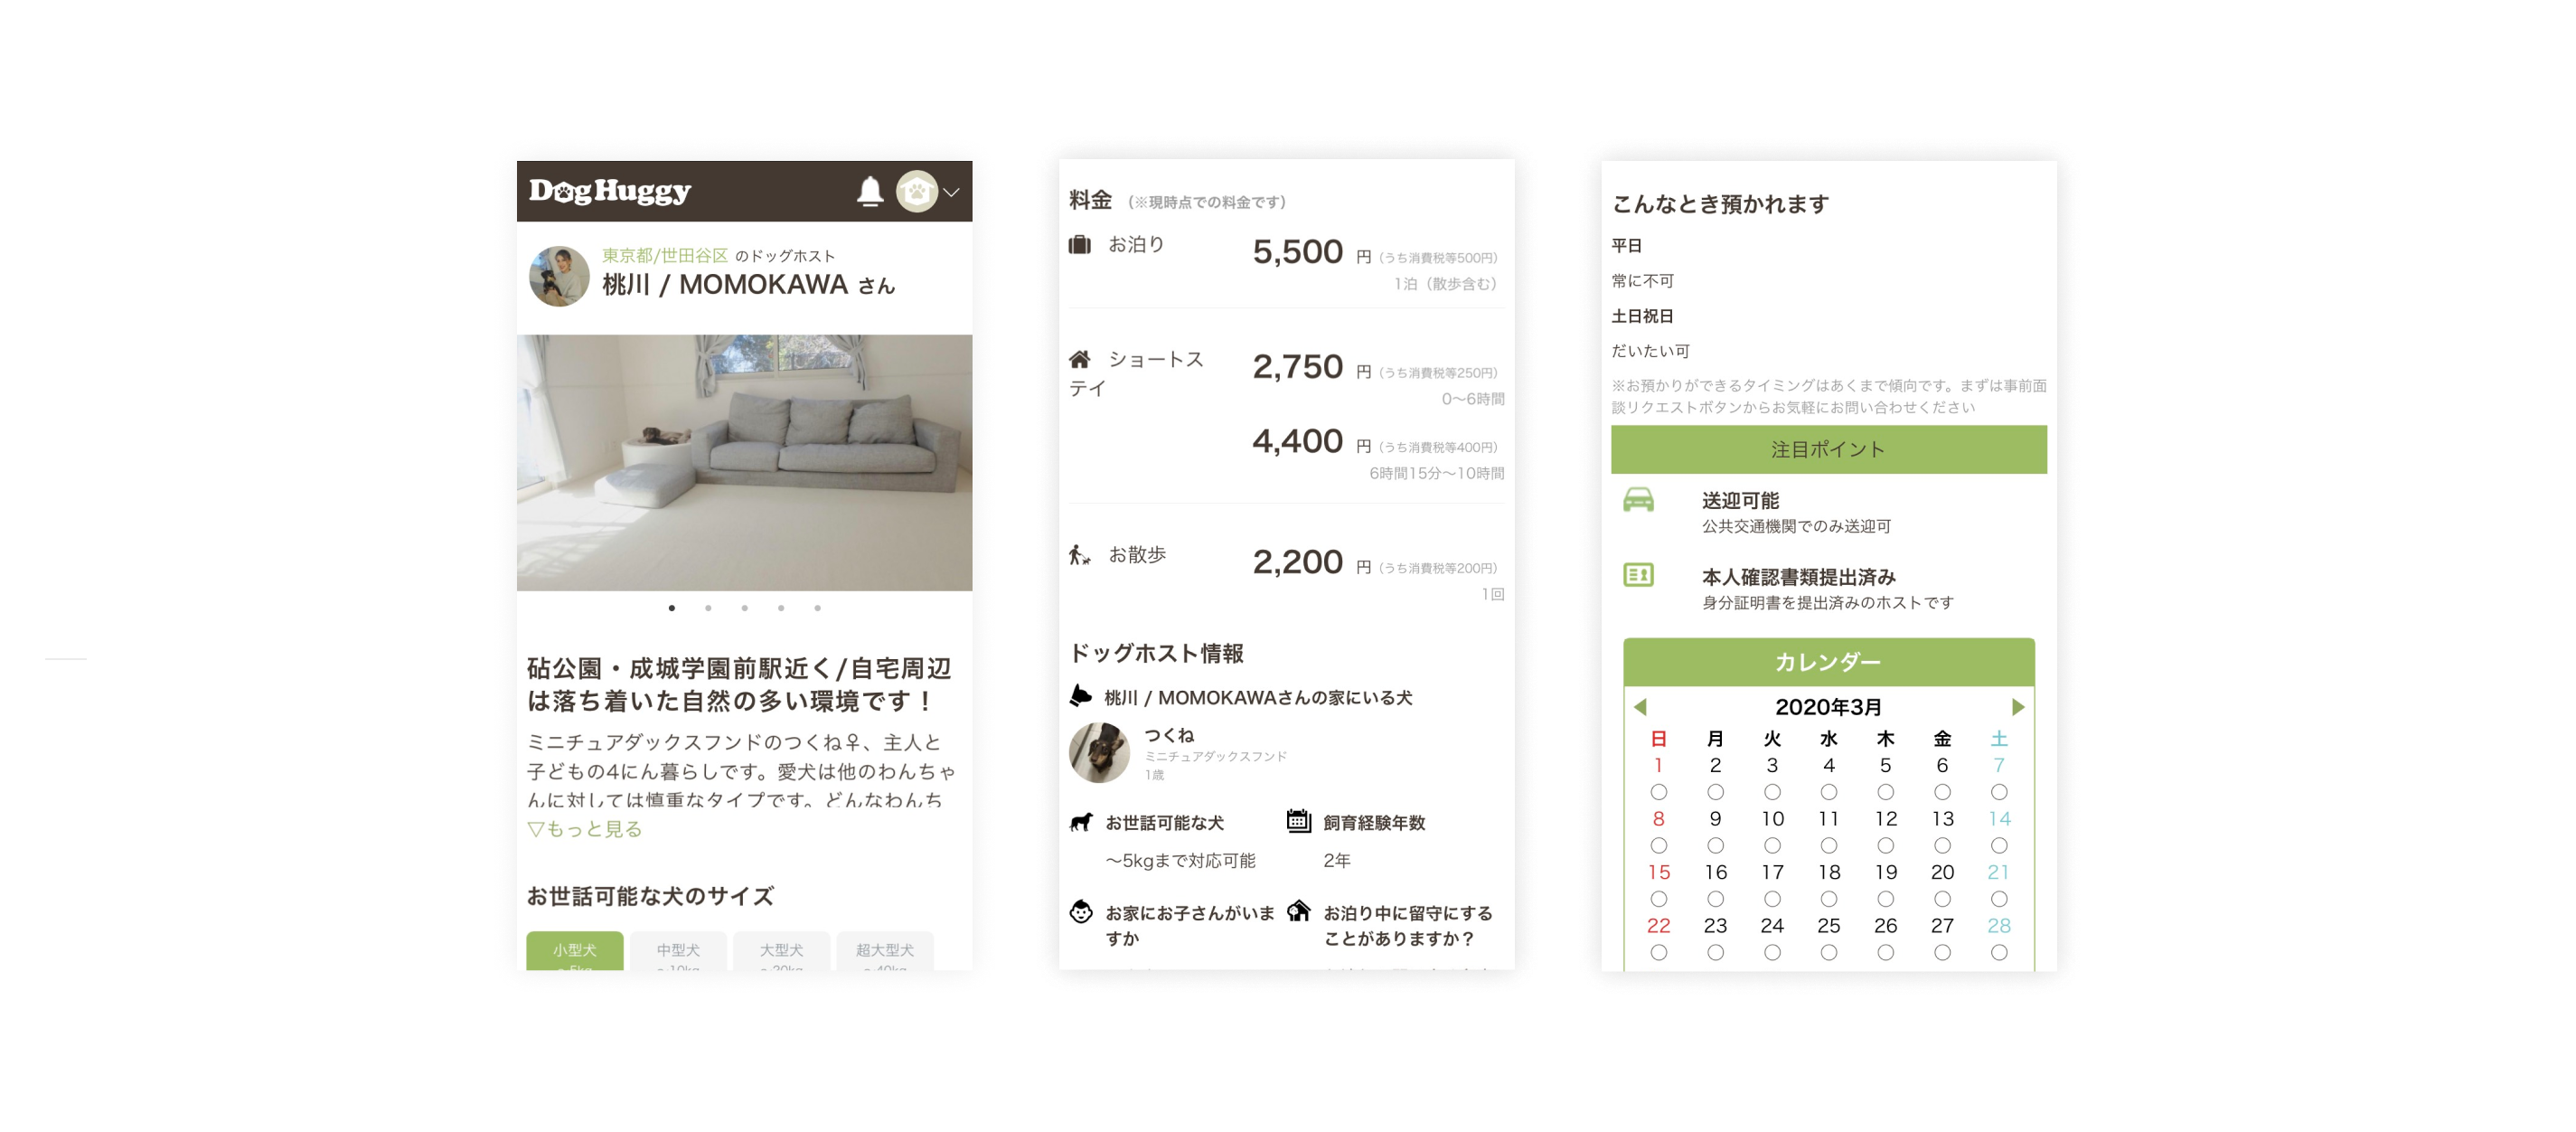 DogHuggy
東京都/世田谷区 のドッグホスト
桃川 / MOMOKAWA さん
砧公園・成城学園前駅近く/自宅周辺
は落ち着いた自然の多い環境です！
ミニチュアダックスフンドのつくね♀、主人と
子どもの4にん暮らしです。愛犬は他のわんちゃ
んに対しては慎重なタイプです。どんなわんち
▽もっと見る
お世話可能な犬のサイズ
小型犬 中型犬 大型犬 超大型犬
料金 （※現時点での料金です）
お泊り 5,500 円（うち消費税等500円）
1泊（散歩含む）
ショートス 2,750 円（うち消費税等250円）
テイ
0〜6時間
4,400 円（うち消費税等400円）
6時間15分〜10時間
お散歩 2,200 円（うち消費税等200円）
1回
ドッグホスト情報
桃川 / MOMOKAWAさんの家にいる犬
つくね
ミニチュアダックスフンド
1歳
お世話可能な犬 飼育経験年数
〜5kgまで対応可能 2年
お家にお子さんがいま お泊り中に留守にする
すか ことがありますか？
こんなとき預かれます
平日
常に不可
土日祝日
だいたい可
※お預かりができるタイミングはあくまで傾向です。まずは事前面
談リクエストボタンからお気軽にお問い合わせください
注目ポイント
送迎可能
公共交通機関でのみ送迎可
本人確認書類提出済み
身分証明書を提出済みのホストです
カレンダー
2020年3月
日 月 火 水 木 金 土
1 2 3 4 5 6 7
○ ○ ○ ○ ○ ○ ○
8 9 10 11 12 13 14
○ ○ ○ ○ ○ ○ ○
15 16 17 18 19 20 21
○ ○ ○ ○ ○ ○ ○
22 23 24 25 26 27 28
○ ○ ○ ○ ○ ○ ○